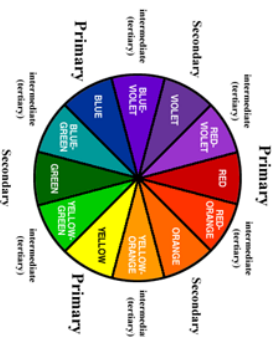 Primary
RED
intermediate
(tertiary)
RED-
ORANGE
Secondary
ORANGE
intermedia
(tertiary)
YELLOW-
ORANGE
Primary
YELLOW
intermediate
(tertiary)
YELLOW-
GREEN
Secondary
GREEN
intermediate
(tertiary)
BLUE-
GREEN
Primary
BLUE
intermediate
(tertiary)
BLUE-
VIOLET
Secondary
VIOLET
intermediate
(tertiary)
RED-
VIOLET